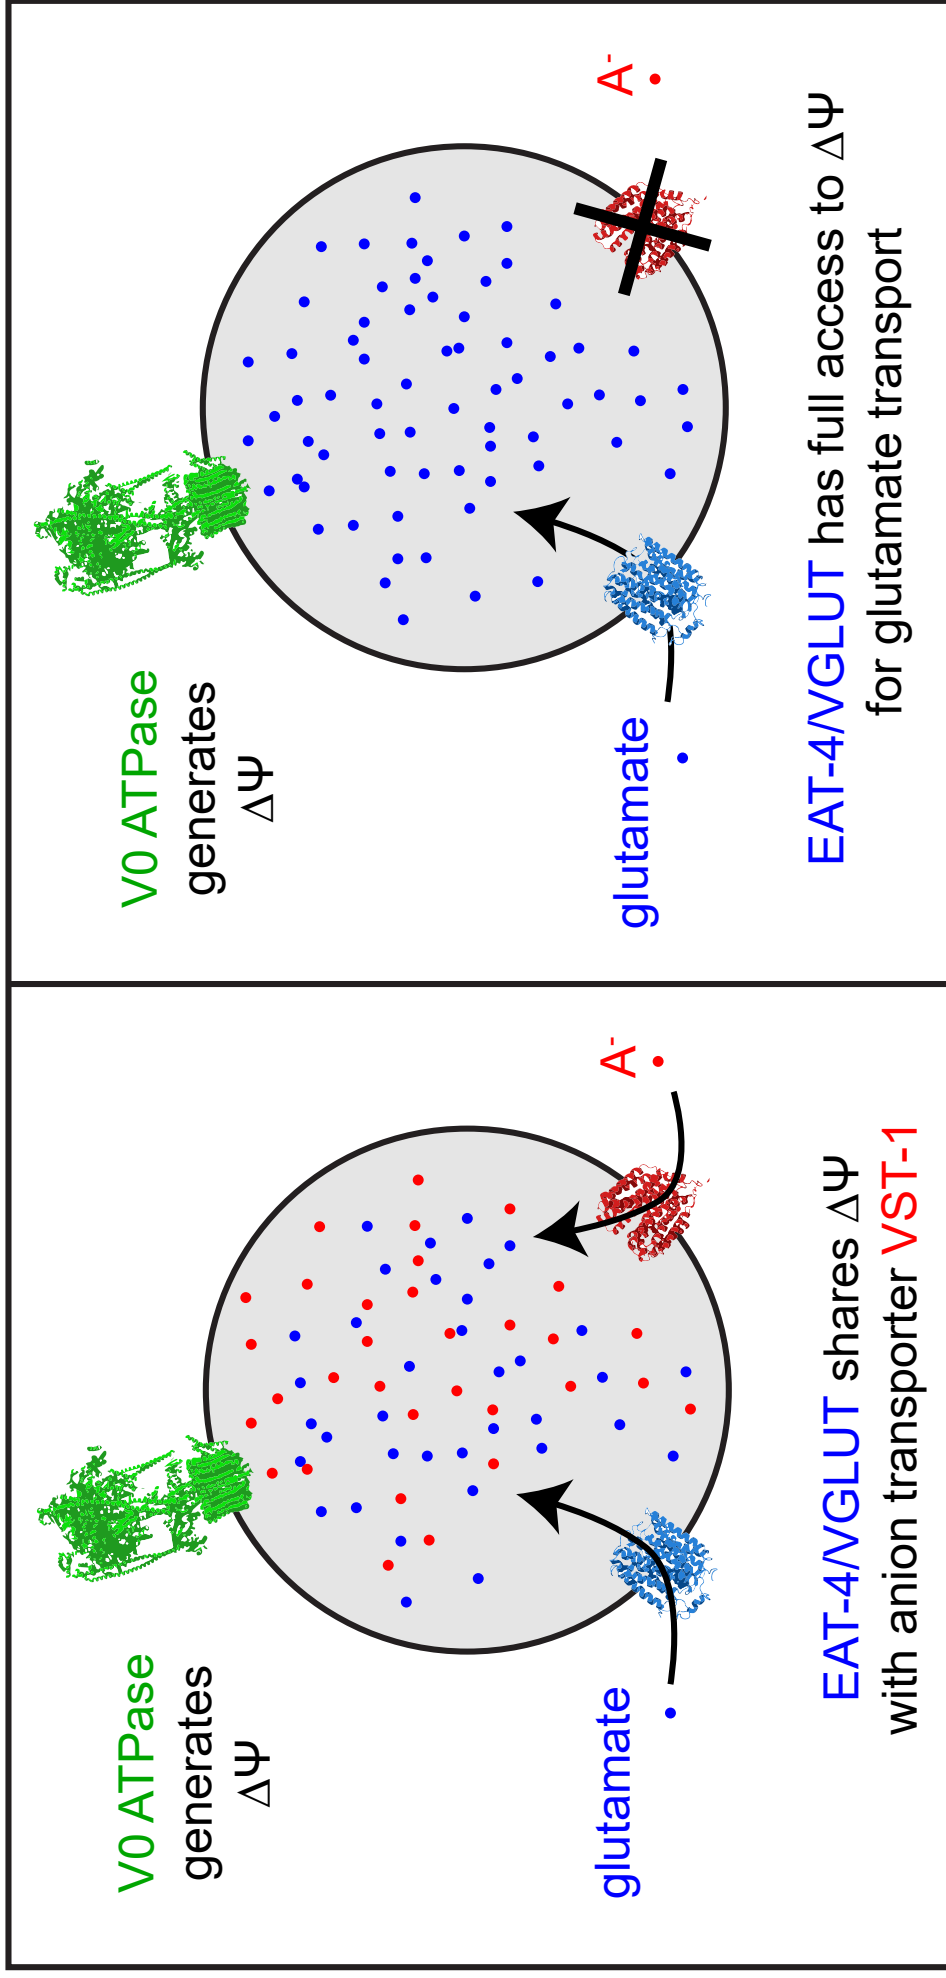 V0 ATPase
generates
ΔΨ
glutamate
A-
EAT-4/VGLUT shares ΔΨ
with anion transporter VST-1
V0 ATPase
generates
ΔΨ
glutamate
A-
EAT-4/VGLUT has full access to ΔΨ
for glutamate transport